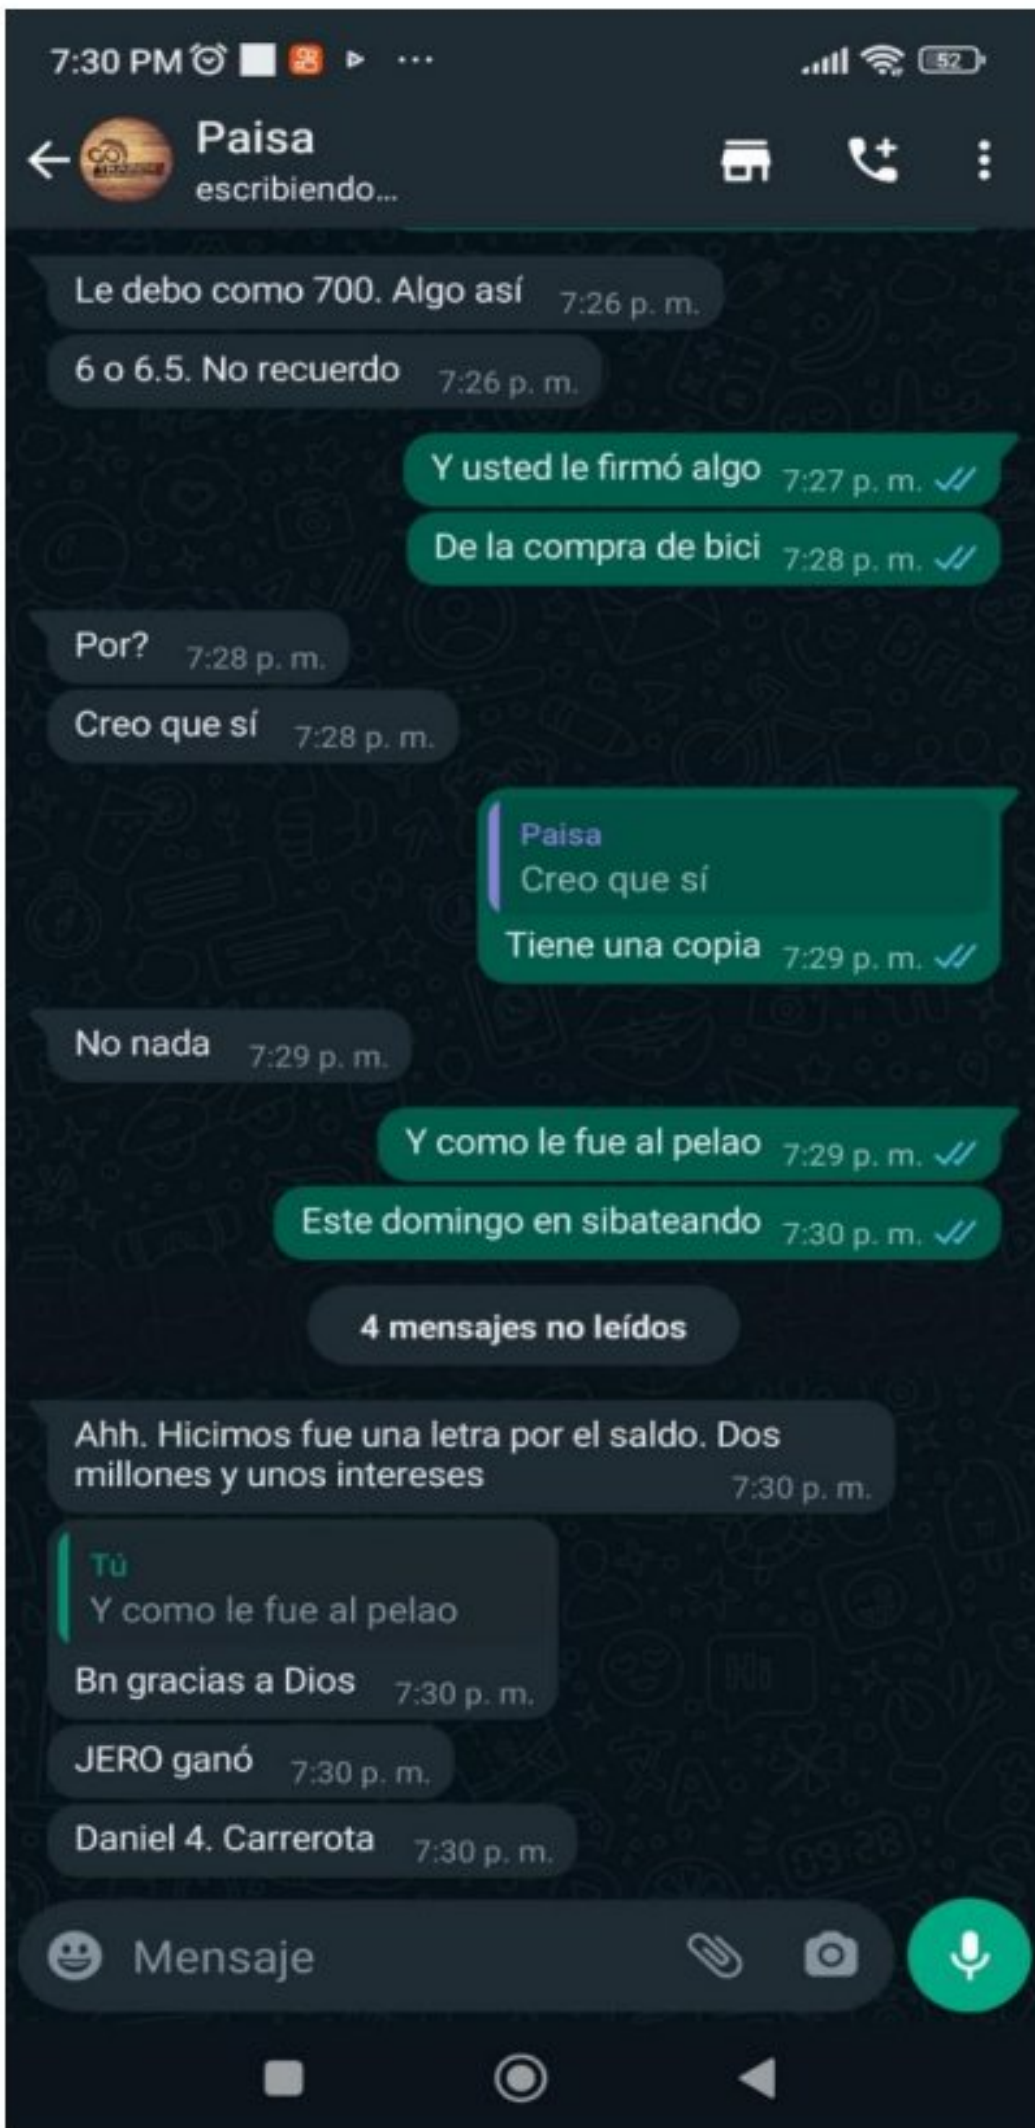 7:30 PM
52
Paisa
escribiendo...
Le debo como 700. Algo así 7:26 p. m.
6 o 6.5. No recuerdo 7:26 p. m.
Y usted le firmó algo 7:27 p. m.
De la compra de bici 7:28 p. m.
Por? 7:28 p. m.
Creo que sí 7:28 p. m.
Paisa
Creo que sí
Tiene una copia 7:29 p. m.
No nada 7:29 p. m.
Y como le fue al pelao 7:29 p. m.
Este domingo en sibateando 7:30 p. m.
4 mensajes no leídos
Ahh. Hicimos fue una letra por el saldo. Dos
millones y unos intereses 7:30 p. m.
Tú
Y como le fue al pelao
Bn gracias a Dios 7:30 p. m.
JERO ganó 7:30 p. m.
Daniel 4. Carrerota 7:30 p. m.
Mensaje